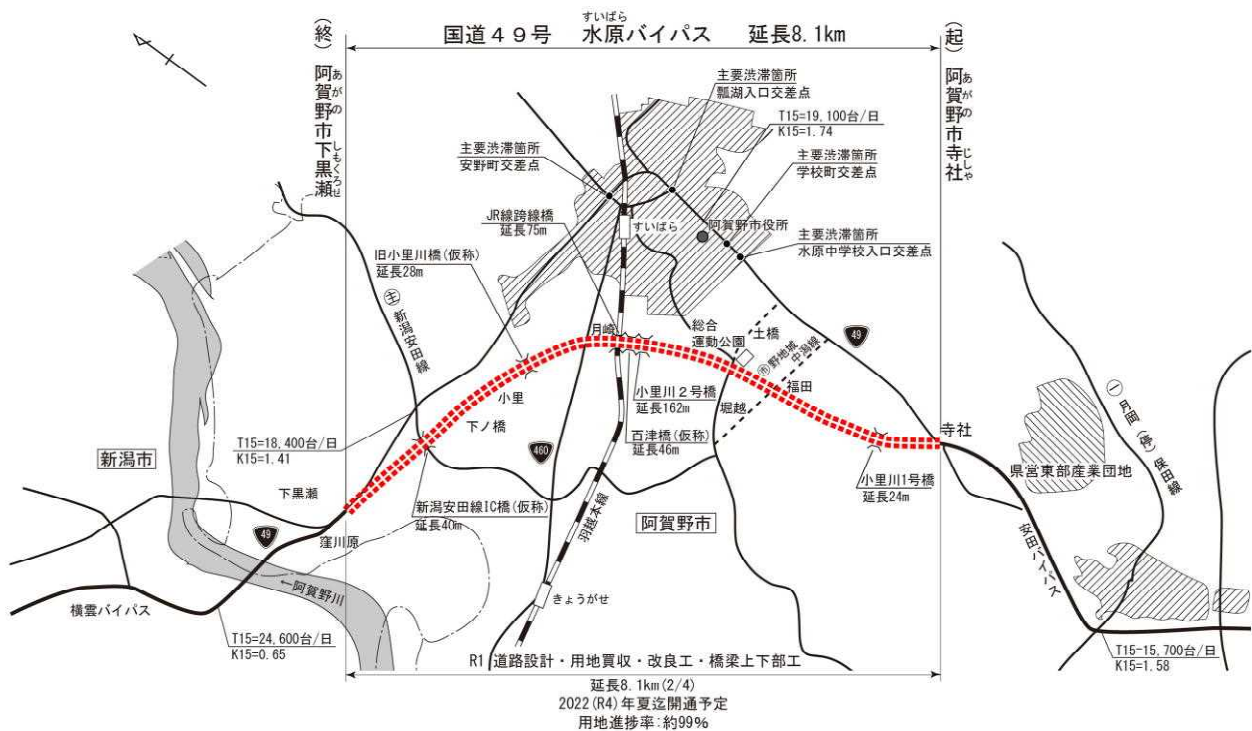 国道49号　水原バイパス　延長8.1km
すいばら
(終)阿賀野市下黒瀬
あがの
しもくろせ
(起)阿賀野市寺社
あがの
じしゃ
主要渋滞箇所
瓢湖入口交差点
T15=19,100台/日
K15=1.74
主要渋滞箇所
安野町交差点
主要渋滞箇所
学校町交差点
JR線跨線橋
延長75m
すいばら
阿賀野市役所
主要渋滞箇所
水原中学校入口交差点
旧小里川橋(仮称)
延長28m
㊟新潟安田線
月崎
総合
運動公園
土橋
49
�market野地城
中潟線
福田
小里
小里川2号橋
延長162m
堀越
下ノ橋
百津橋(仮称)
延長46m
460
寺社
T15=18,400台/日
K15=1.41
新潟市
下黒瀬
新潟安田線IC橋(仮称)
延長40m
羽越本線
阿賀野市
小里川1号橋
延長24m
県営東部産業団地
(一)月岡(停)保田線
安田バイパス
49
窪川原
←阿賀野川
きょうがせ
横雲バイパス
T15=24,600台/日
K15=0.65
T15-15,700台/日
K15=1.58
R1 道路設計・用地買収・改良工・橋梁上下部工
延長8.1km(2/4)
2022(R4)年夏迄開通予定
用地進捗率:約99%